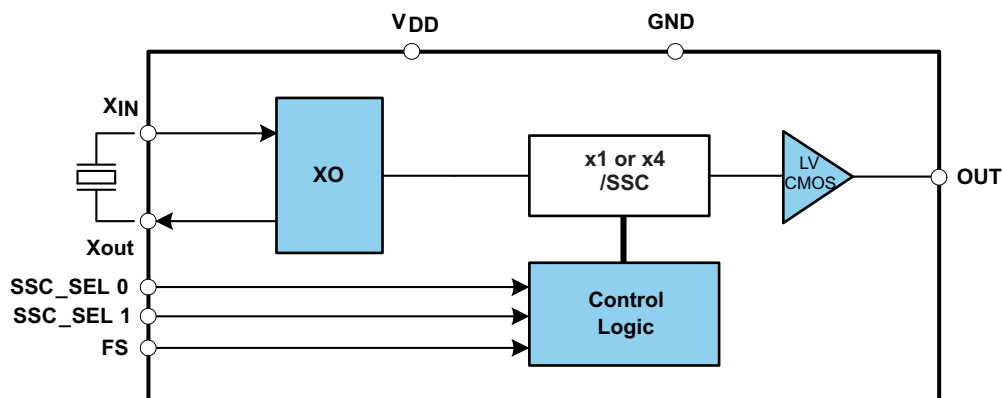 VDD
GND
XIN
XO
x1 or x4
/SSC
LV
CMOS
OUT
Xout
SSC_SEL 0
SSC_SEL 1
FS
Control
Logic